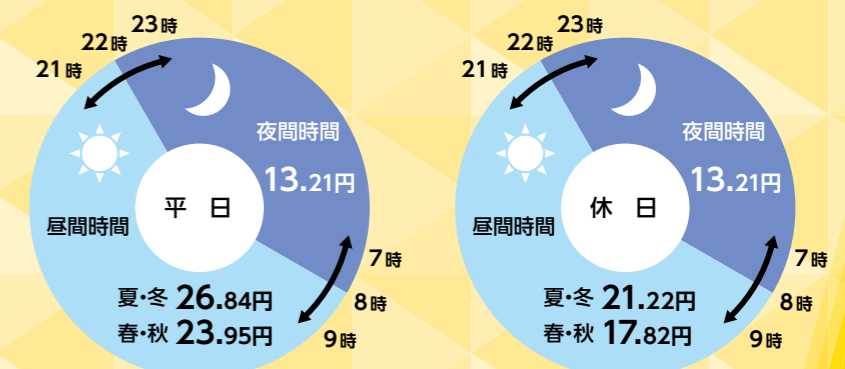 23時
22時
21時
夜間時間
13.21円
平 日
昼間時間
7時
夏・冬 26.84円
8時
春・秋 23.95円
9時
23時
22時
21時
夜間時間
13.21円
休 日
昼間時間
7時
夏・冬 21.22円
8時
春・秋 17.82円
9時